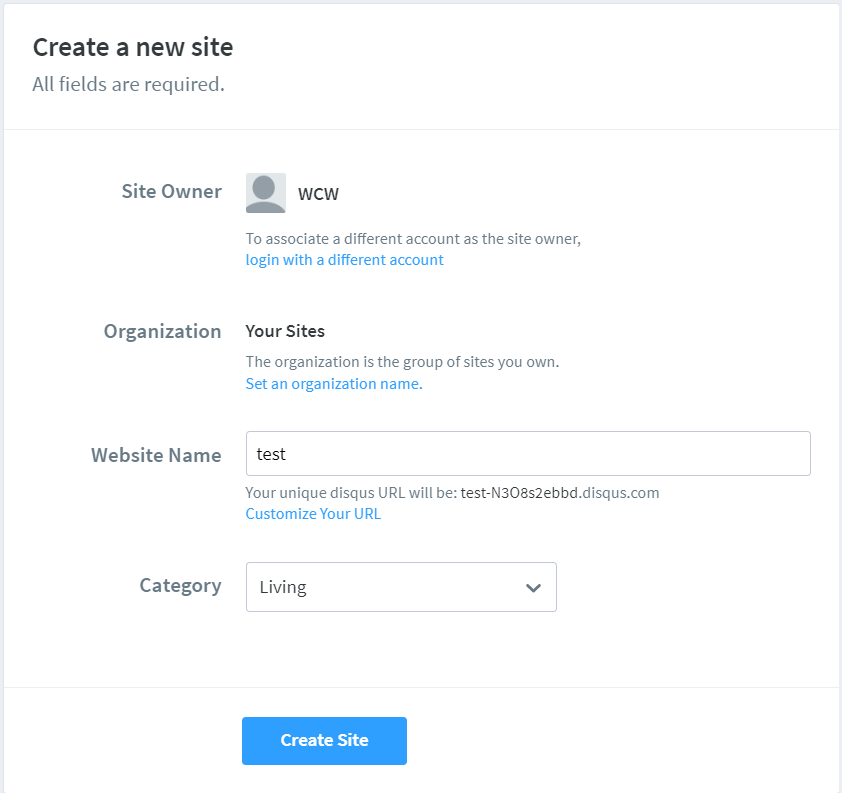 Create a new site
All fields are required.
Site Owner
WCW
To associate a different account as the site owner,
login with a different account
Organization
Your Sites
The organization is the group of sites you own.
Set an organization name.
Website Name
test
Your unique disqus URL will be: test-N3O8s2ebbd.disqus.com
Customize Your URL
Category
Living
Create Site